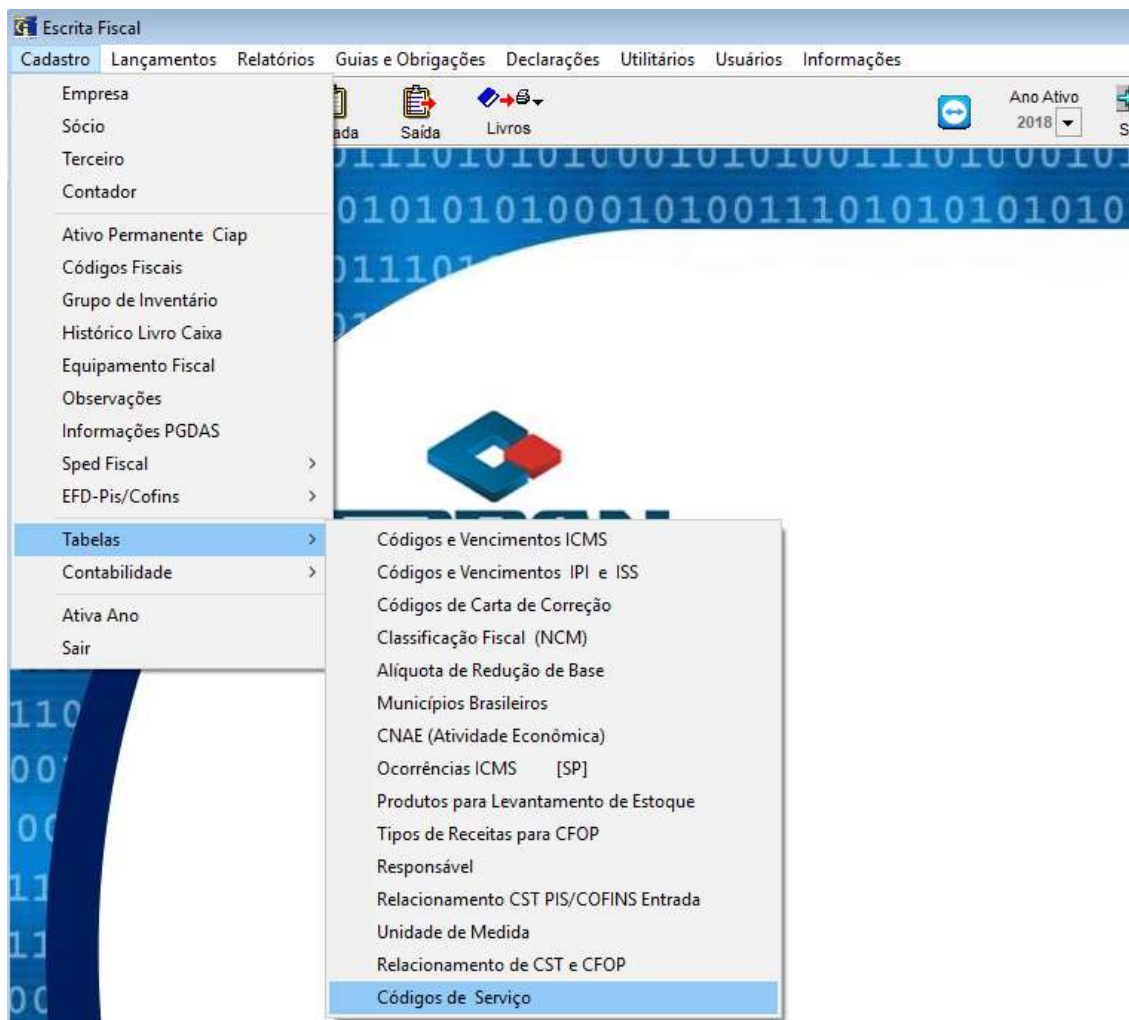 Escrita Fiscal
Cadastro Lançamentos Relatórios Guias e Obrigações Declarações Utilitários Usuários Informações
Saída Livros Ano Ativo
2018
Empresa
Sócio
Terceiro
Contador
Ativo Permanente Ciap
Códigos Fiscais
Grupo de Inventário
Histórico Livro Caixa
Equipamento Fiscal
Observações
Informações PGDAS
Sped Fiscal
EFD-Pis/Cofins
Tabelas
Contabilidade
Ativa Ano
Sair
Códigos e Vencimentos ICMS
Códigos e Vencimentos IPI e ISS
Códigos de Carta de Correção
Classificação Fiscal (NCM)
Alíquota de Redução de Base
Municípios Brasileiros
CNAE (Atividade Econômica)
Ocorrências ICMS [SP]
Produtos para Levantamento de Estoque
Tipos de Receitas para CFOP
Responsável
Relacionamento CST PIS/COFINS Entrada
Unidade de Medida
Relacionamento de CST e CFOP
Códigos de Serviço